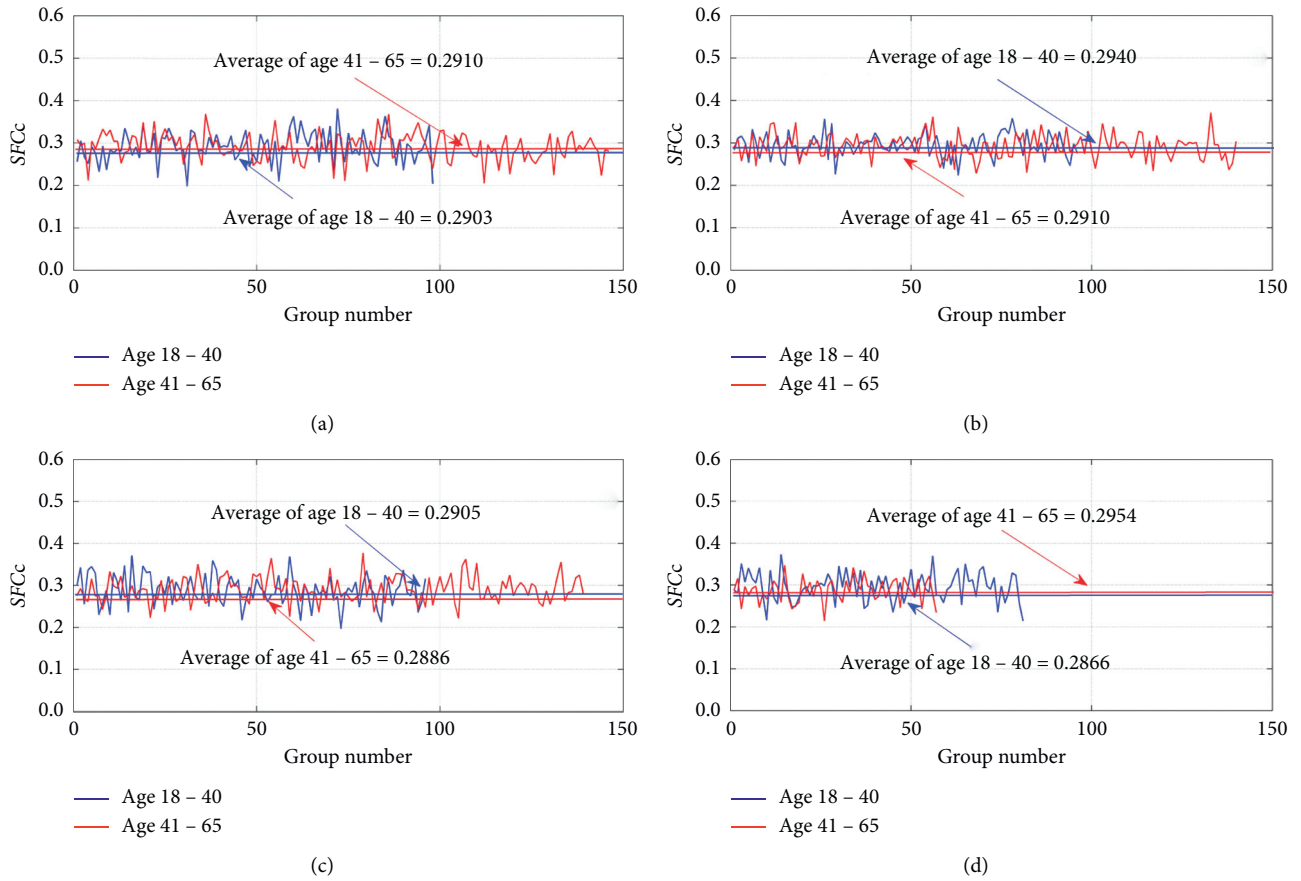 0.6
0.5
0.4
0.3
0.2
0.1
0.0
SFCc
Average of age 41 – 65 = 0.2910
Average of age 18 – 40 = 0.2903
0 50 100 150
Group number
Age 18 – 40
Age 41 – 65
(a)
0.6
0.5
0.4
0.3
0.2
0.1
0.0
SFCc
Average of age 18 – 40 = 0.2940
Average of age 41 – 65 = 0.2910
0 50 100 150
Group number
Age 18 – 40
Age 41 – 65
(b)
0.6
0.5
0.4
0.3
0.2
0.1
0.0
SFCc
Average of age 18 – 40 = 0.2905
Average of age 41 – 65 = 0.2886
0 50 100 150
Group number
Age 18 – 40
Age 41 – 65
(c)
0.6
0.5
0.4
0.3
0.2
0.1
0.0
SFCc
Average of age 41 – 65 = 0.2954
Average of age 18 – 40 = 0.2866
0 50 100 150
Group number
Age 18 – 40
Age 41 – 65
(d)